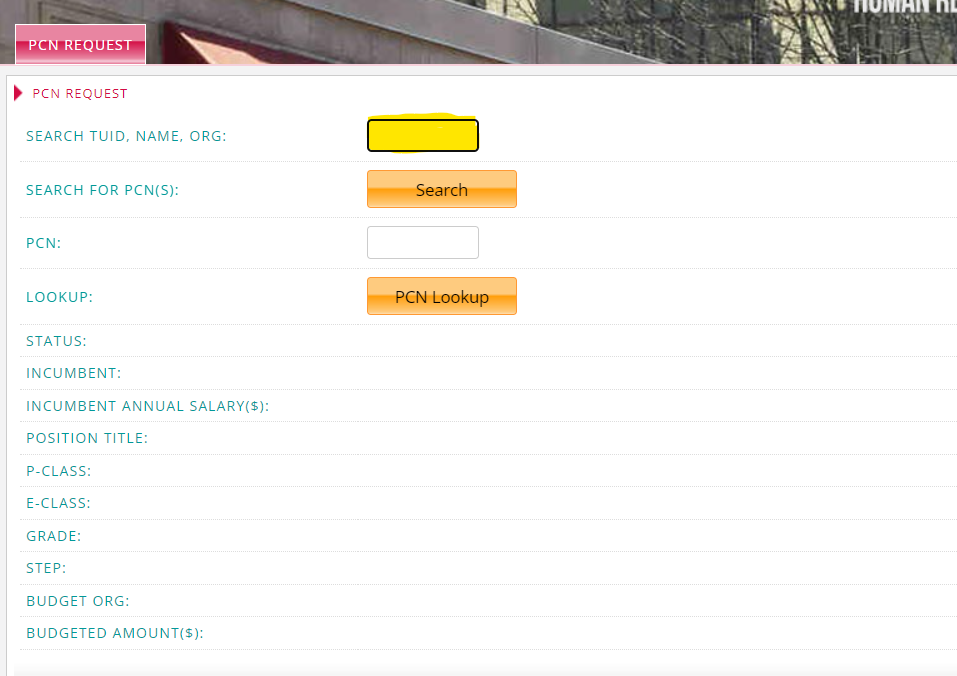 HUMAN
PCN REQUEST
PCN REQUEST
SEARCH TUID, NAME, ORG:
SEARCH FOR PCN(S):
Search
PCN:
LOOKUP:
PCN Lookup
STATUS:
INCUMBENT:
INCUMBENT ANNUAL SALARY($):
POSITION TITLE:
P-CLASS:
E-CLASS:
GRADE:
STEP:
BUDGET ORG:
BUDGETED AMOUNT($):